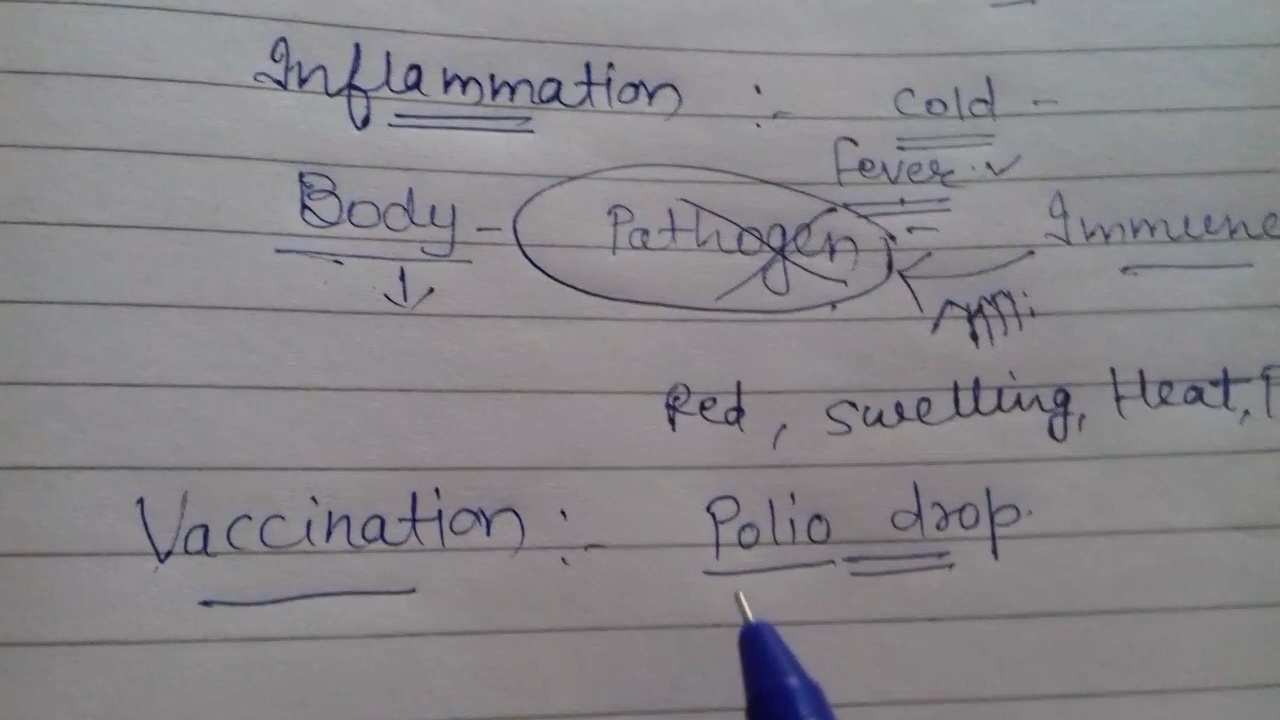 Inflammation :- Cold -
Fever.
Body - Pathogen - Immune
Red, swelling, Heat,
Vaccination :- Polio drop.